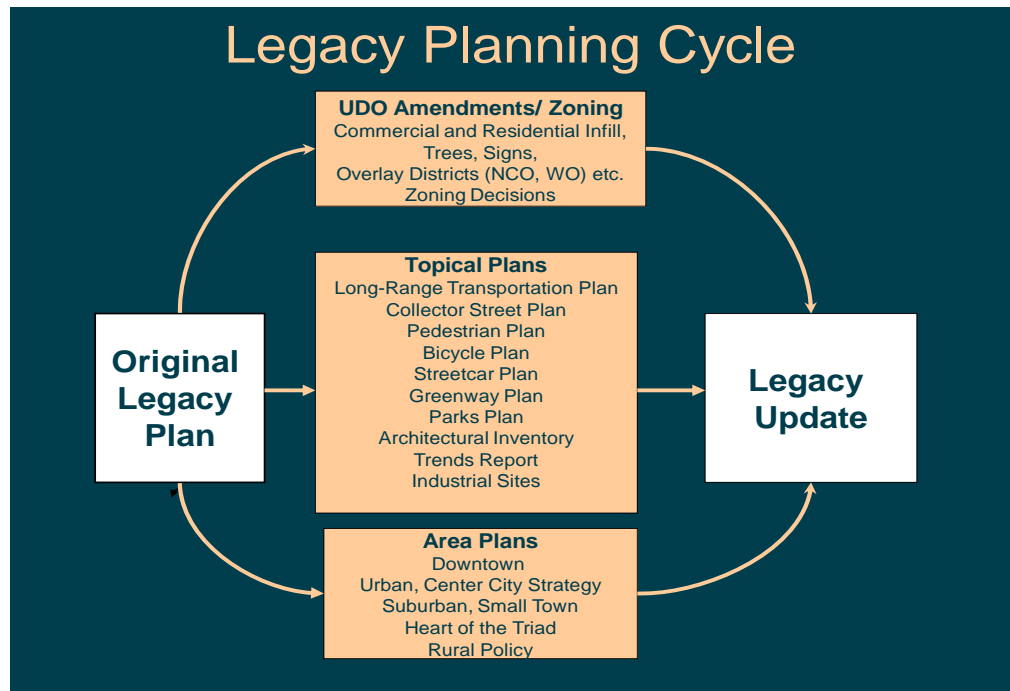 Legacy Planning Cycle
UDO Amendments/ Zoning
Commercial and Residential Infill,
Trees, Signs,
Overlay Districts (NCO, WO) etc.
Zoning Decisions
Original
Legacy
Plan
Topical Plans
Long-Range Transportation Plan
Collector Street Plan
Pedestrian Plan
Bicycle Plan
Streetcar Plan
Greenway Plan
Parks Plan
Architectural Inventory
Trends Report
Industrial Sites
Legacy
Update
Area Plans
Downtown
Urban, Center City Strategy
Suburban, Small Town
Heart of the Triad
Rural Policy